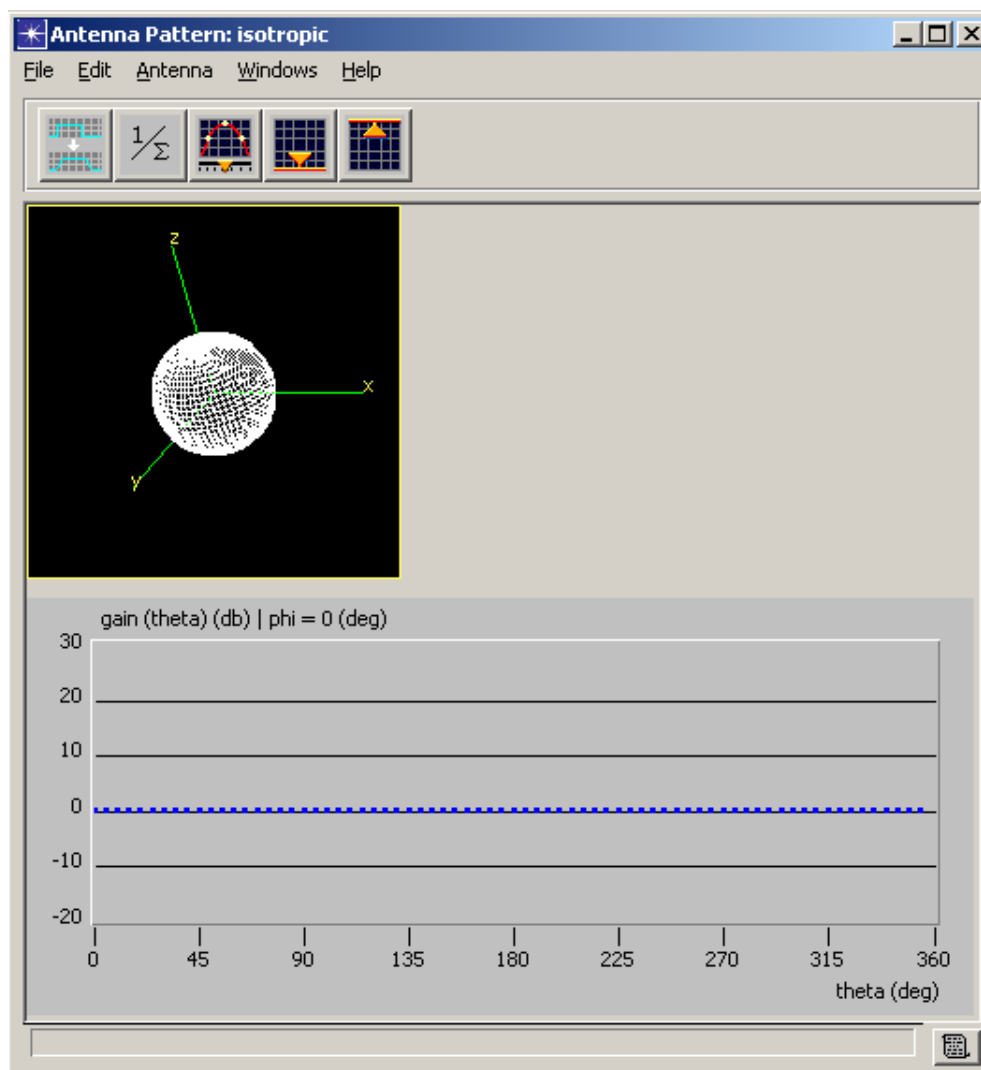 Antenna Pattern: isotropic
File Edit Antenna Windows Help
1/Σ
z
x
y
gain (theta) (db) | phi = 0 (deg)
30
20
10
0
-10
-20
0 45 90 135 180 225 270 315 360
theta (deg)